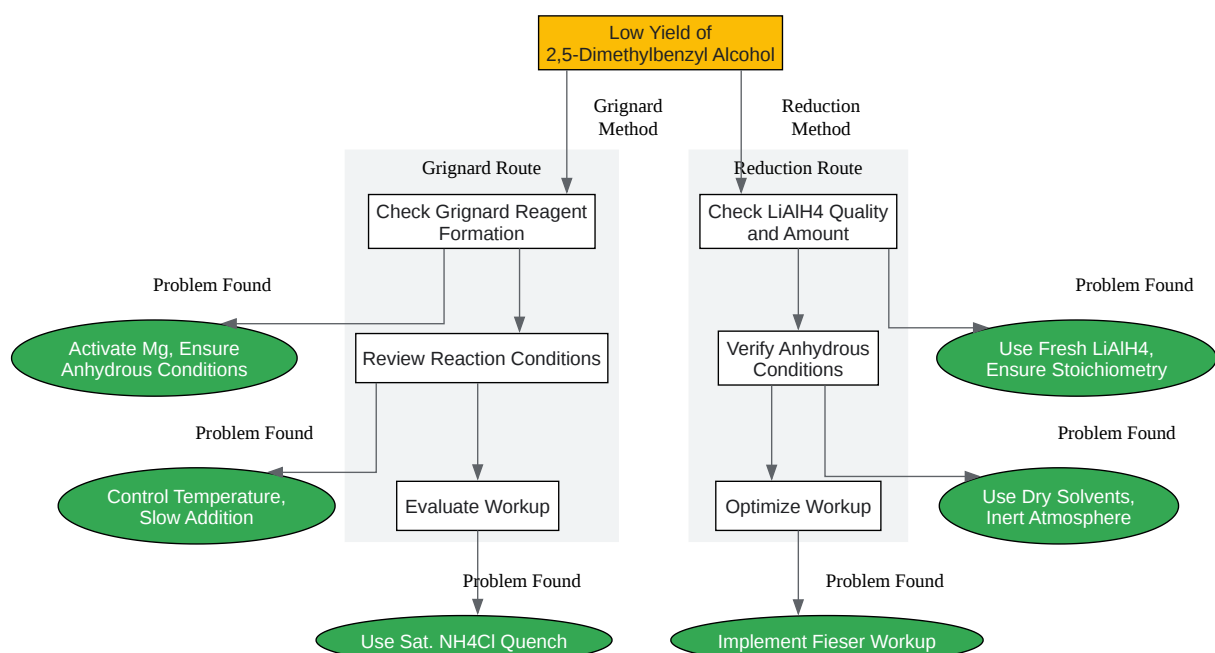 Low Yield of
2,5-Dimethylbenzyl Alcohol
Grignard
Method
Reduction
Method
Grignard Route
Reduction Route
Check Grignard Reagent
Formation
Check LiAlH4 Quality
and Amount
Problem Found
Problem Found
Activate Mg, Ensure
Anhydrous Conditions
Review Reaction Conditions
Verify Anhydrous
Conditions
Use Fresh LiAlH4,
Ensure Stoichiometry
Problem Found
Problem Found
Control Temperature,
Slow Addition
Evaluate Workup
Optimize Workup
Use Dry Solvents,
Inert Atmosphere
Problem Found
Problem Found
Use Sat. NH4Cl Quench
Implement Fieser Workup